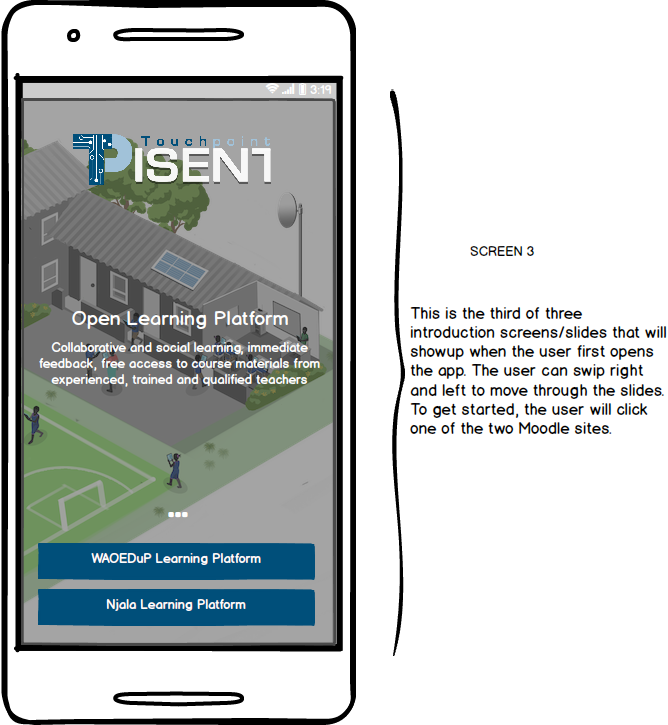 3:19
Touchpoint
PISENT
Open Learning Platform
Collaborative and social learning, immediate
feedback, free access to course materials from
experienced, trained and qualified teachers
WAOEDuP Learning Platform
Njala Learning Platform
SCREEN 3
This is the third of three
introduction screens/slides that will
showup when the user first opens
the app. The user can swip right
and left to move through the slides.
To get started, the user will click
one of the two Moodle sites.